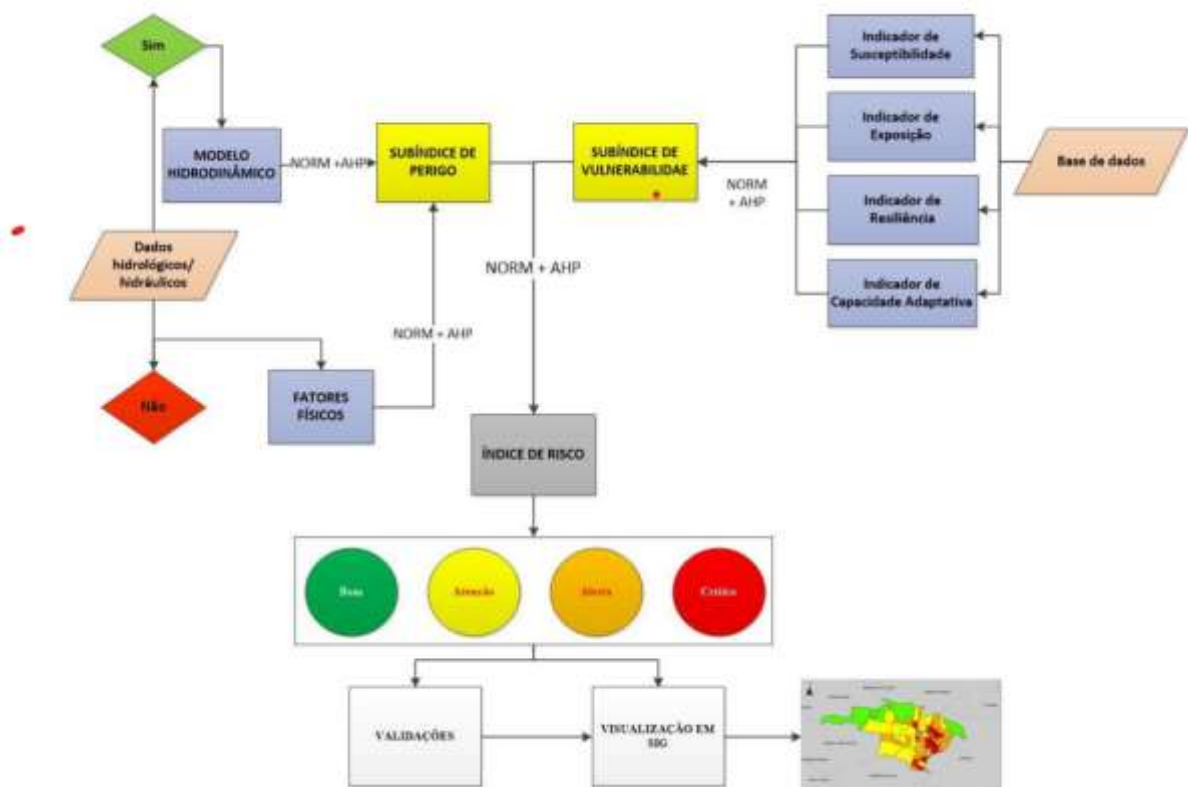 Sim
MODELO
HIDRODINÂMICO
NORM +AHP
SUBÍNDICE DE
PERIGO
SUBÍNDICE DE
VULNERABILIDAE
NORM
+ AHP
Indicador de
Susceptibilidade
Indicador de
Exposição
Indicador de
Resiliência
Indicador de
Capacidade Adaptativa
Base de dados
Dados
hidrológicos/
hidráulicos
NORM + AHP
NORM + AHP
Não
FATORES
FÍSICOS
ÍNDICE DE RISCO
Boa
Atenção
Alerta
Crítico
VALIDAÇÕES
VISUALIZAÇÃO EM
SIG